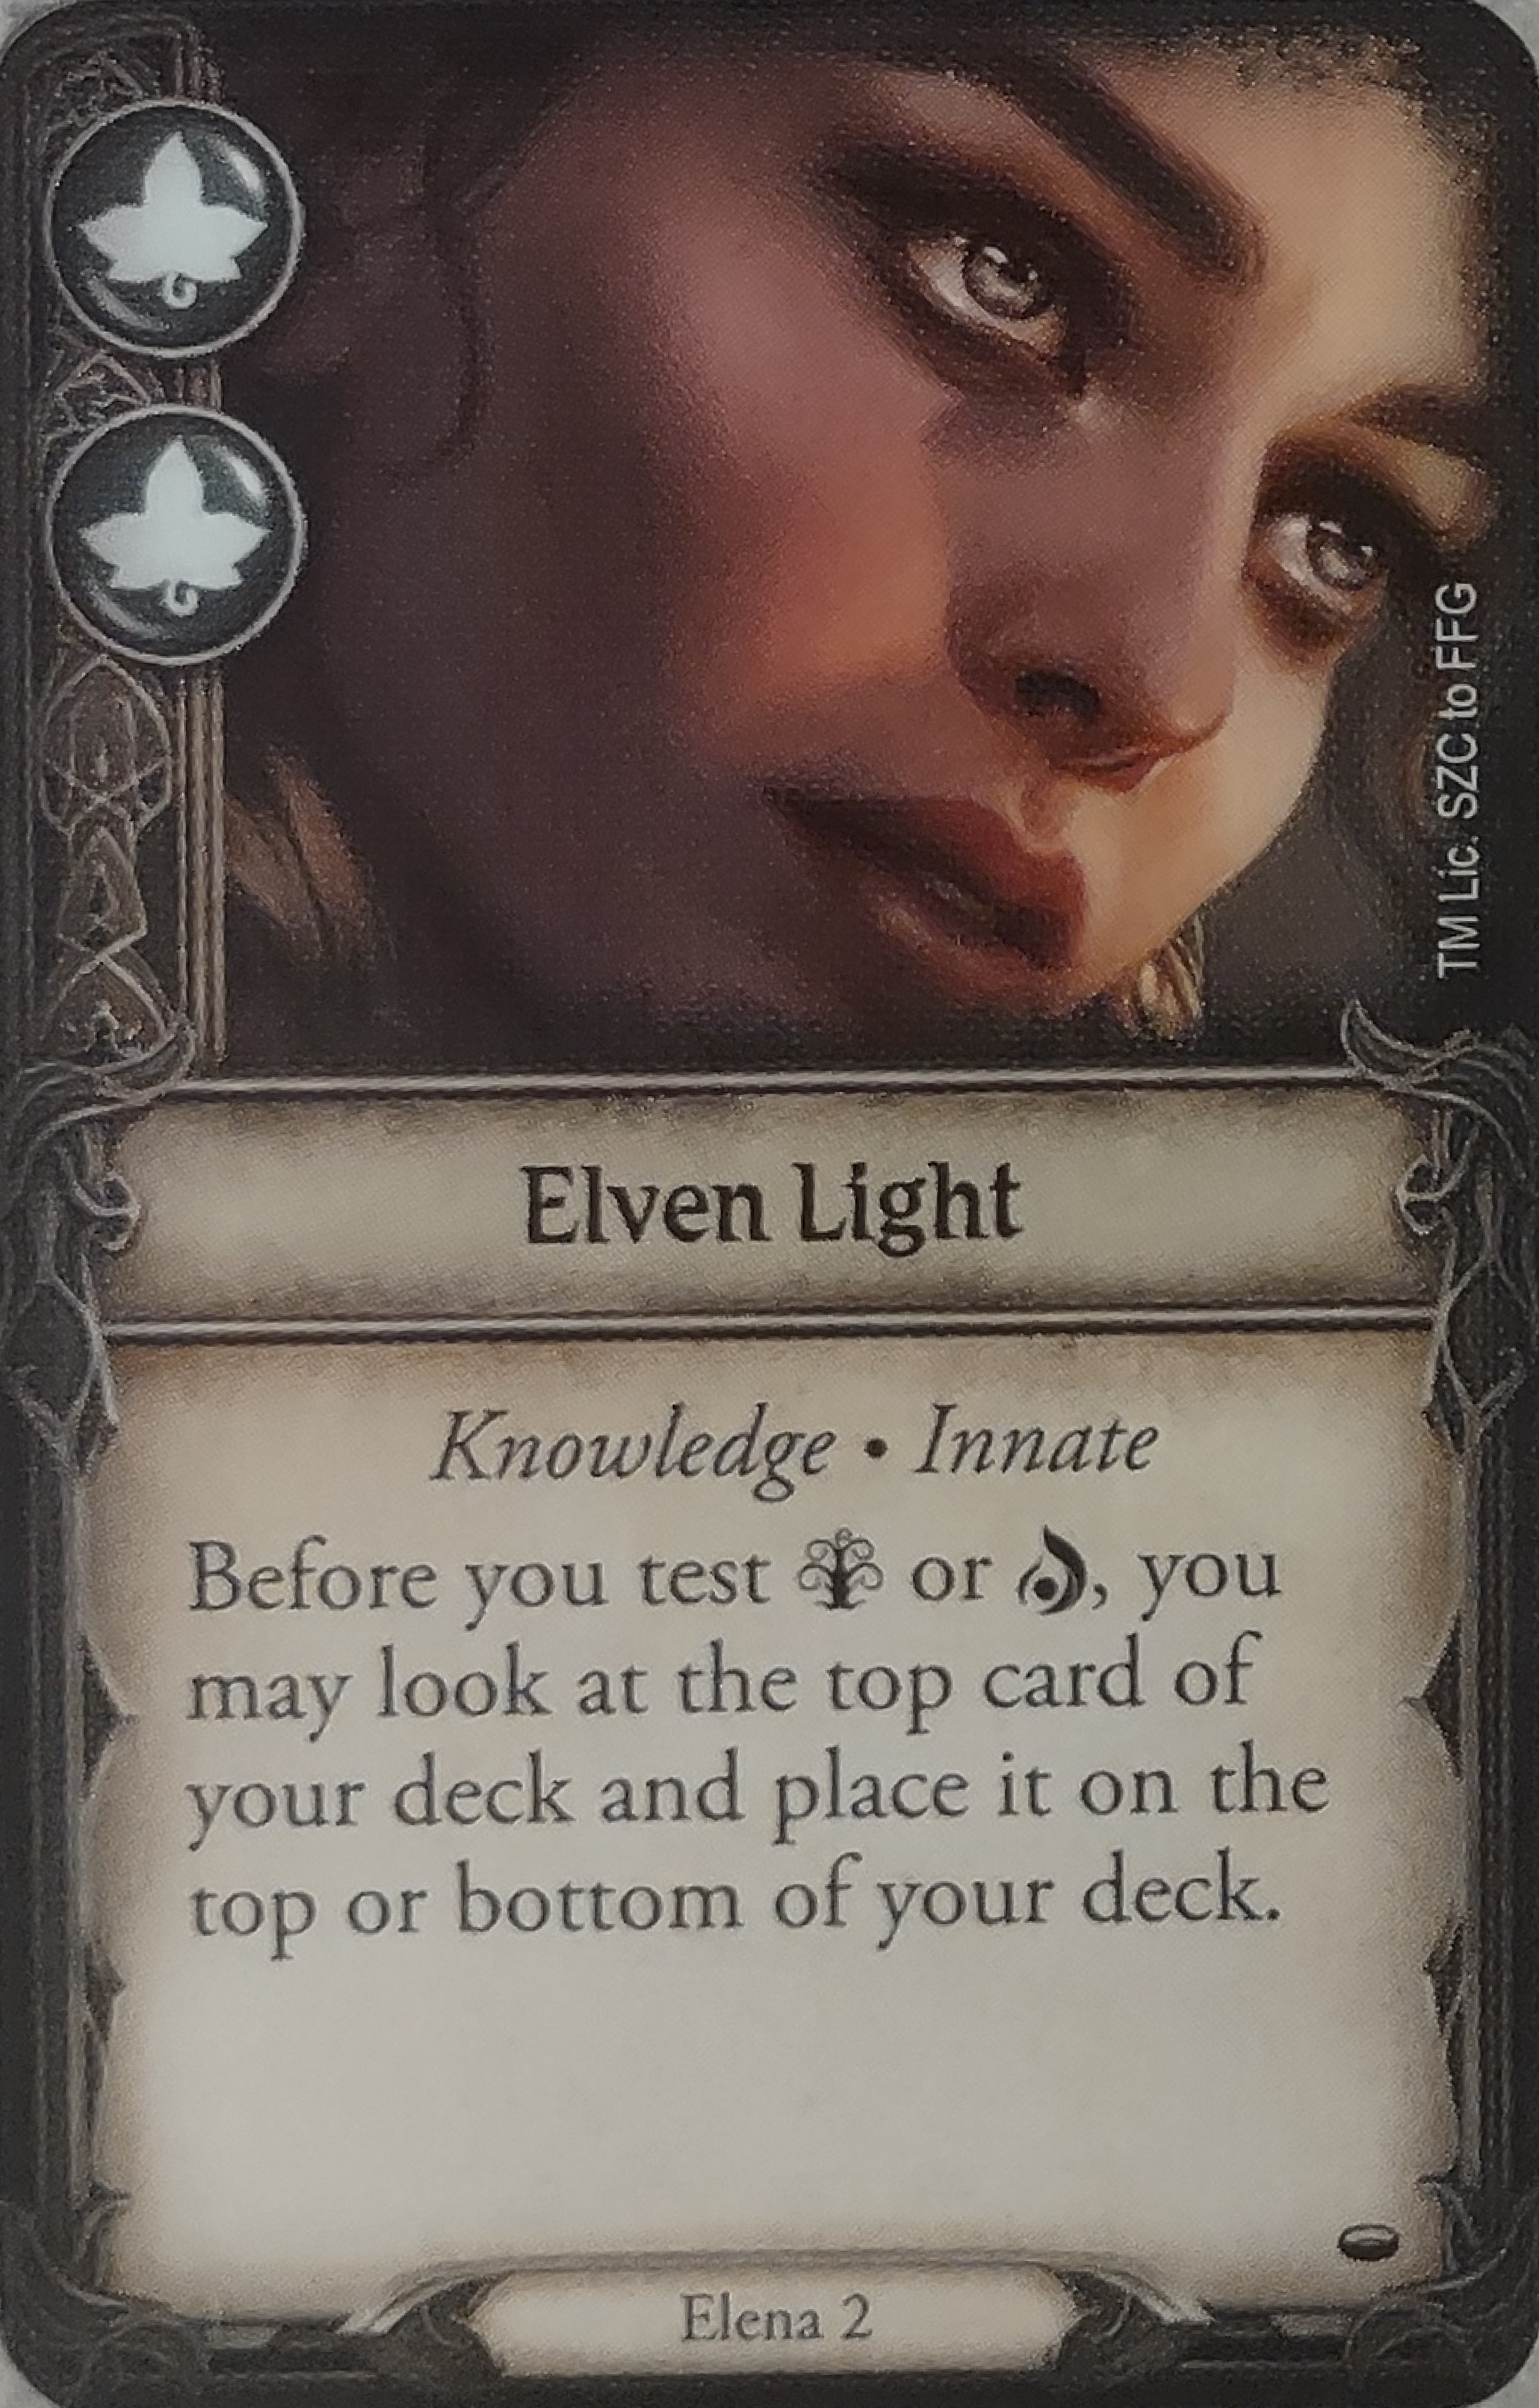 TM Lic. SZC to FFG
Elven Light
Knowledge • Innate
Before you test or , you
may look at the top card of
your deck and place it on the
top or bottom of your deck.
Elena 2